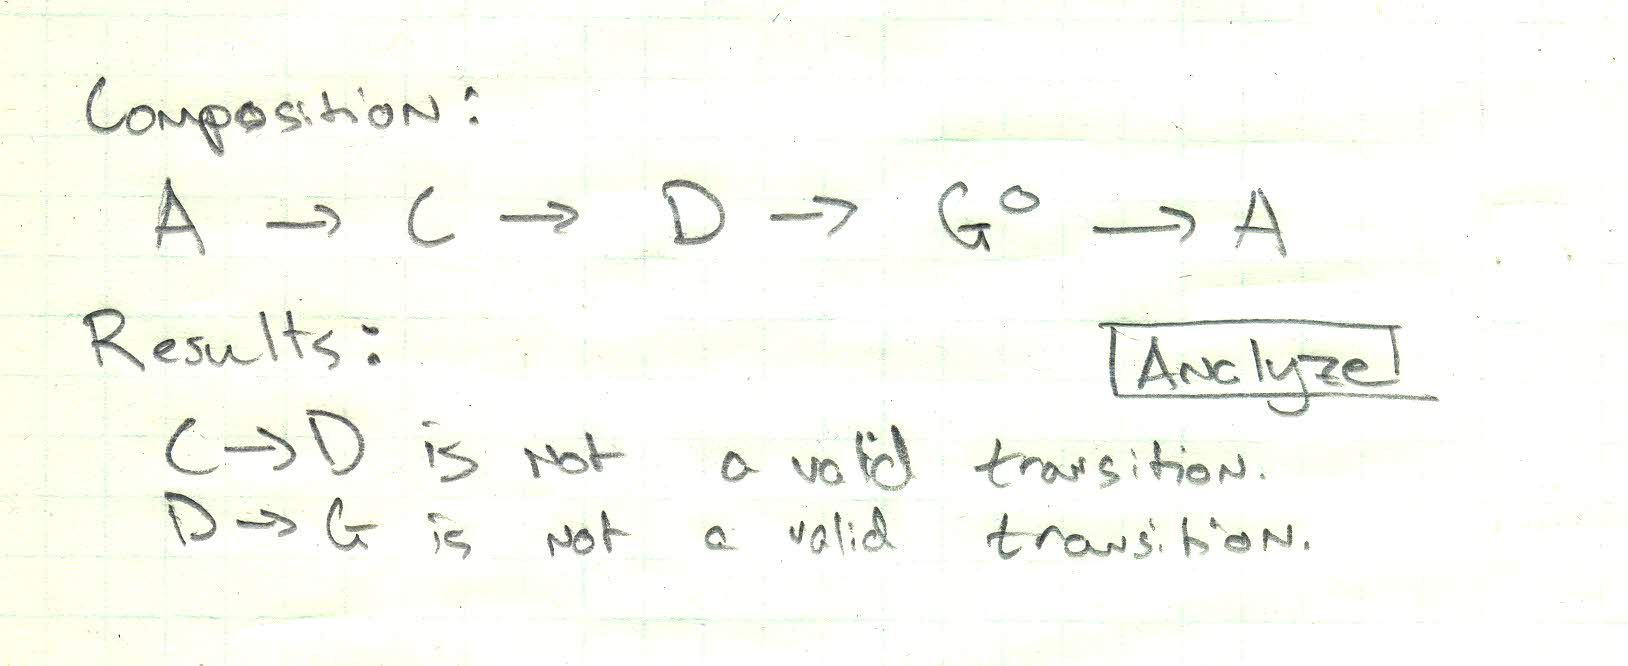 Composition:
A → C → D → G° → A
Results:
Analyze
C → D is not a valid transition.
D → G is not a valid transition.